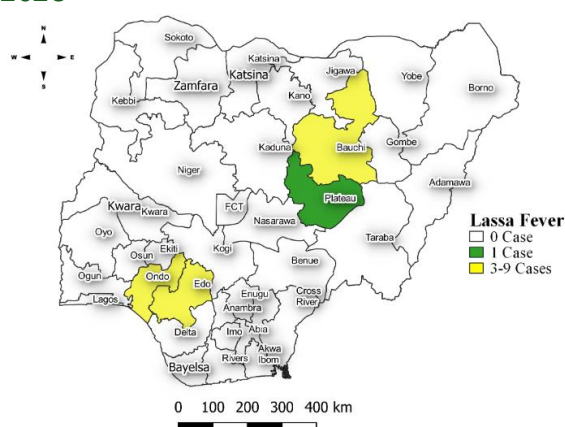 N
W E
S
Sokoto
Katsina
Katsina
Jigawa
Yobe
Borno
Zamfara
Kebbi
Kano
Kaduna
Bauchi
Gombe
Niger
Adamawa
Plateau
Kwara
Kwara
FCT
Nasarawa
Taraba
Oyo
Ekiti
Kogi
Osun
Benue
Ogun
Ondo
Edo
Lagos
Enugu
Cross
River
Anambra
Delta
Imo
Abia
Bayelsa
Rivers
Akwa
Ibom
Lassa Fever
0 Case
1 Case
3-9 Cases
0 100 200 300 400 km